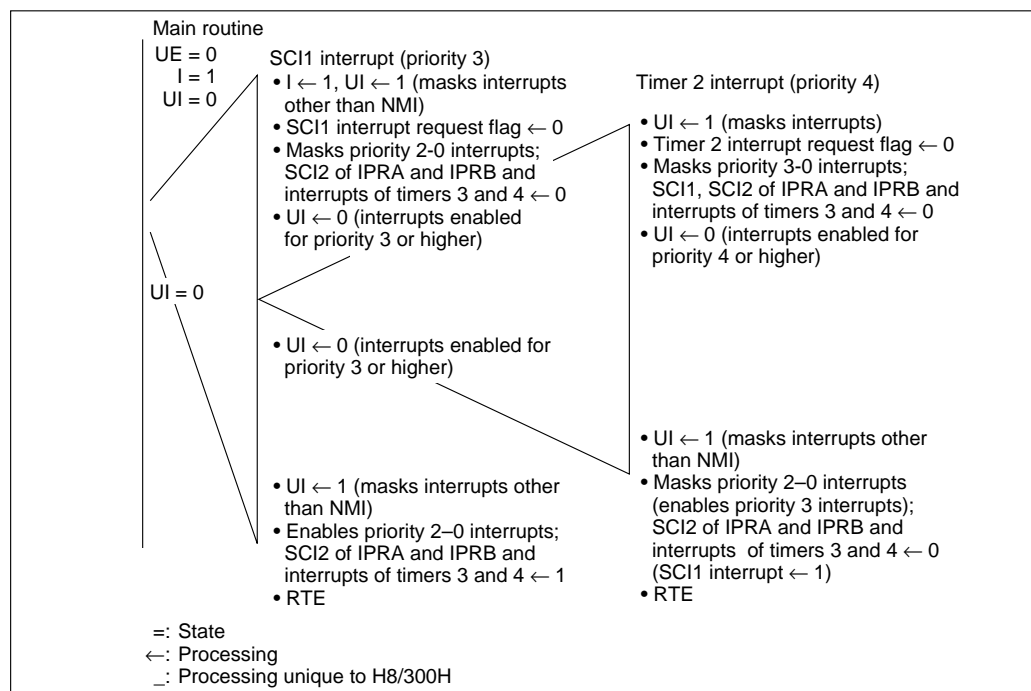 Main routine
UE = 0
I = 1
UI = 0
UI = 0
SCI1 interrupt (priority 3)
• I ← 1, UI ← 1 (masks interrupts
other than NMI)
• SCI1 interrupt request flag ← 0
• Masks priority 2-0 interrupts;
SCI2 of IPRA and IPRB and
interrupts of timers 3 and 4 ← 0
• UI ← 0 (interrupts enabled
for priority 3 or higher)
• UI ← 0 (interrupts enabled for
priority 3 or higher)
• UI ← 1 (masks interrupts other
than NMI)
• Enables priority 2–0 interrupts;
SCI2 of IPRA and IPRB and
interrupts of timers 3 and 4 ← 1
• RTE
Timer 2 interrupt (priority 4)
• UI ← 1 (masks interrupts)
• Timer 2 interrupt request flag ← 0
• Masks priority 3-0 interrupts;
SCI1, SCI2 of IPRA and IPRB and
interrupts of timers 3 and 4 ← 0
• UI ← 0 (interrupts enabled for
priority 4 or higher)
• UI ← 1 (masks interrupts other
than NMI)
• Masks priority 2–0 interrupts
(enables priority 3 interrupts);
SCI2 of IPRA and IPRB and
interrupts of timers 3 and 4 ← 0
(SCI1 interrupt ← 1)
• RTE
=: State
←: Processing
_: Processing unique to H8/300H